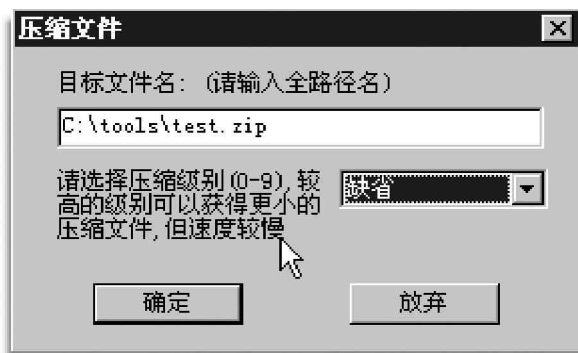 压缩文件
目标文件名: (请输入全路径名)
C:\tools\test.zip
请选择压缩级别(0-9), 较
高的级别可以获得更小的
压缩文件, 但速度较慢
缺省
确定
放弃